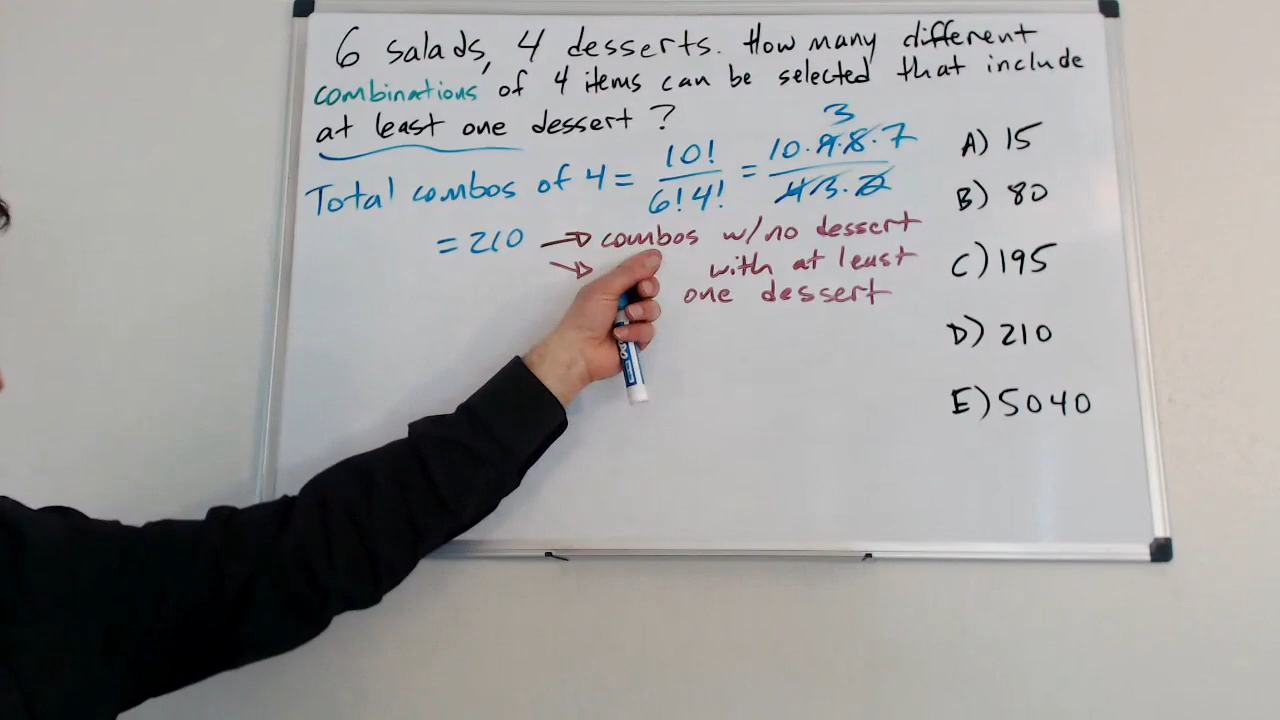 6 salads, 4 desserts. How many different
combinations of 4 items can be selected that include
at least one dessert ?
Total combos of 4 = 10! / 6! 4! = 10·9·8·7 / 4·3·2
3
= 210 → combos w/no dessert
→ with at least
one dessert
A) 15
B) 80
C) 195
D) 210
E) 5040
EXPO